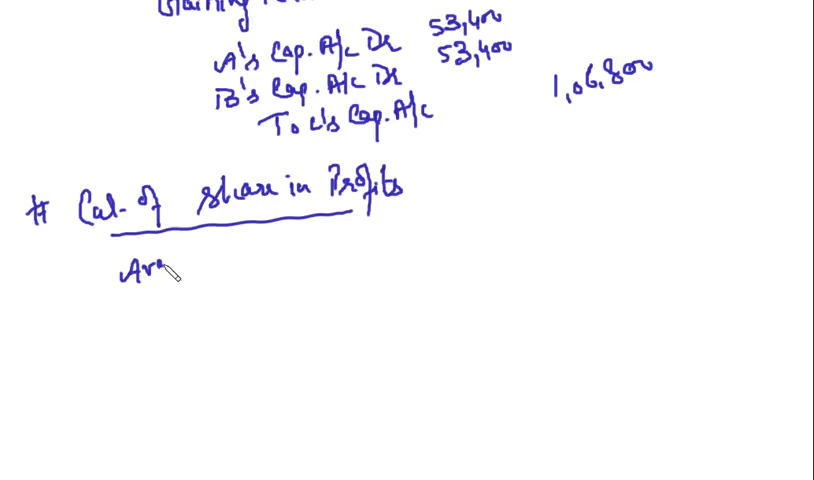 A's Cap. A/c Dr 53,400
B's Cap. A/c Dr 53,400
To C's Cap. A/c 1,06,800
# Cal. of share in Profits